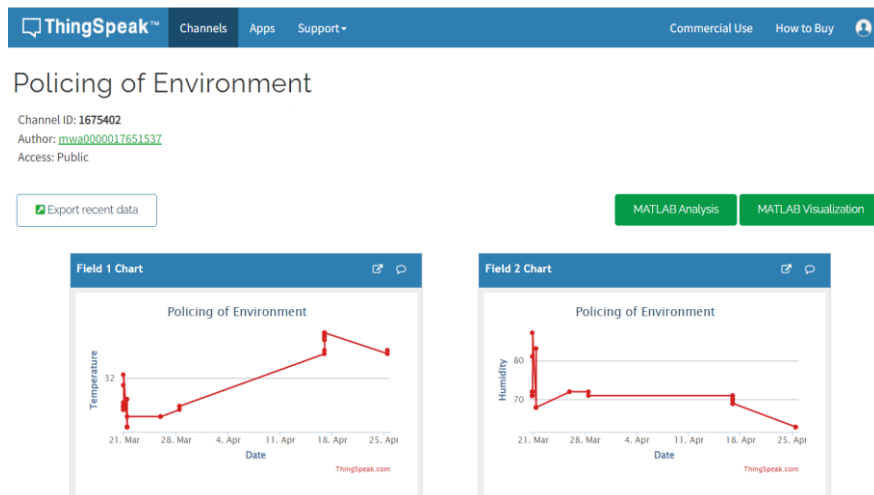 ThingSpeak™ Channels Apps Support Commercial Use How to Buy
Policing of Environment
Channel ID: 1675402
Author: mwa0000017651537
Access: Public
Export recent data MATLAB Analysis MATLAB Visualization
Field 1 Chart
Policing of Environment
Temperature
32
21. Mar 28. Mar 4. Apr 11. Apr 18. Apr 25. Apr
Date
ThingSpeak.com
Field 2 Chart
Policing of Environment
Humidity
80
70
21. Mar 28. Mar 4. Apr 11. Apr 18. Apr 25. Apr
Date
ThingSpeak.com